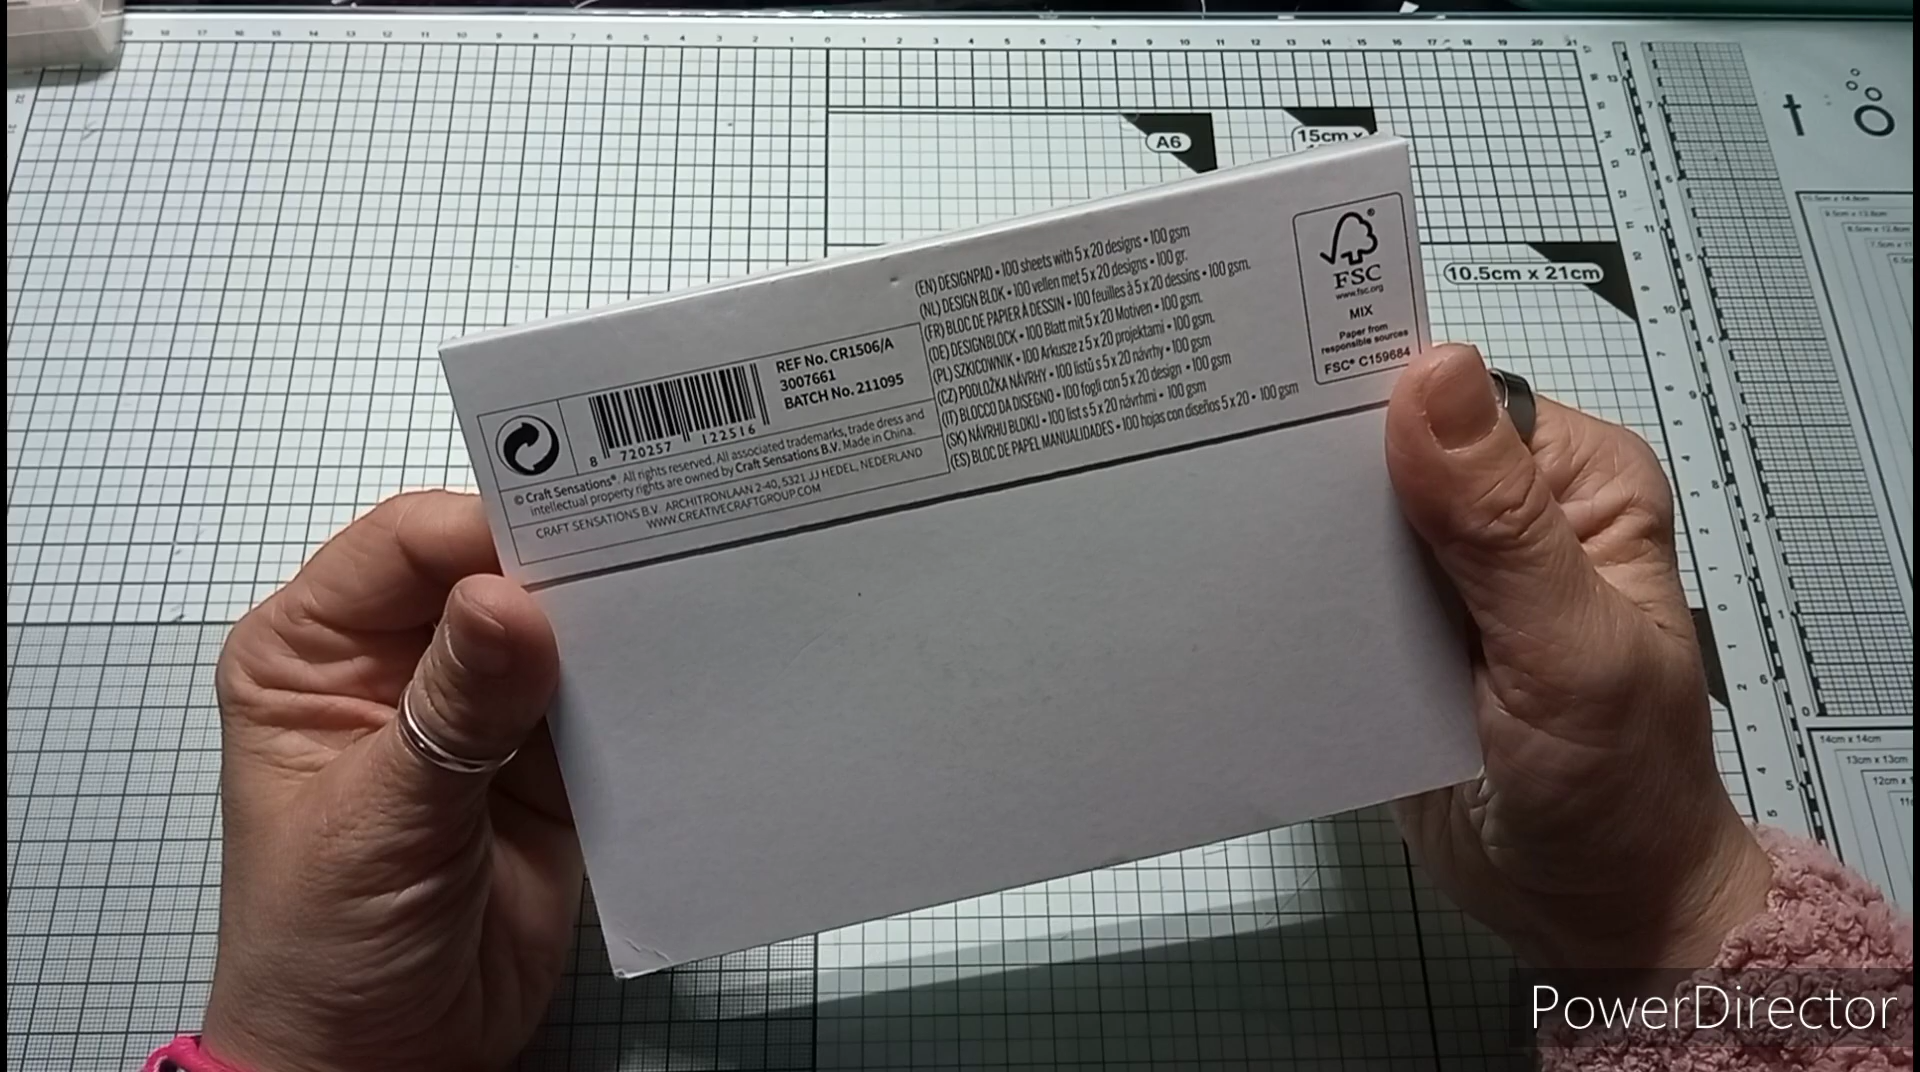 A6
15cm x
10.5cm x 21cm
t o
(EN) DESIGNPAD • 100 sheets with 5 x 20 designs • 100 gsm
(NL) DESIGN BLOK • 100 vellen met 5 x 20 designs • 100 gr.
(FR) BLOC DE PAPIER À DESSIN • 100 feuilles à 5 x 20 dessins • 100 gsm.
(DE) DESIGNBLOCK • 100 Blatt mit 5 x 20 Motiven • 100 gsm.
(PL) SZKICOWNIK • 100 Arkusze z 5 x 20 projektami • 100 gsm.
(CZ) PODLOŽKA NÁVRHY • 100 listů s 5 x 20 návrhy • 100 gsm
(IT) BLOCCO DA DISEGNO • 100 fogli con 5 x 20 design • 100 gsm
(SK) NÁVRHU BLOKU • 100 list s 5 x 20 návrhmi • 100 gsm
(ES) BLOC DE PAPEL MANUALIDADES • 100 hojas con diseños 5 x 20 • 100 gsm
REF No. CR1506/A
3007661
BATCH No. 211095
8 720257 122516
© Craft Sensations®. All rights reserved. All associated trademarks, trade dress and
intellectual property rights are owned by Craft Sensations B.V. Made in China.
CRAFT SENSATIONS B.V. ARCHITRONLAAN 2-40, 5321 JJ HEDEL, NEDERLAND
WWW.CREATIVECRAFTGROUP.COM
FSC
www.fsc.org
MIX
Paper from
responsible sources
FSC® C159684
14cm x 14cm
13cm x 13cm
PowerDirector